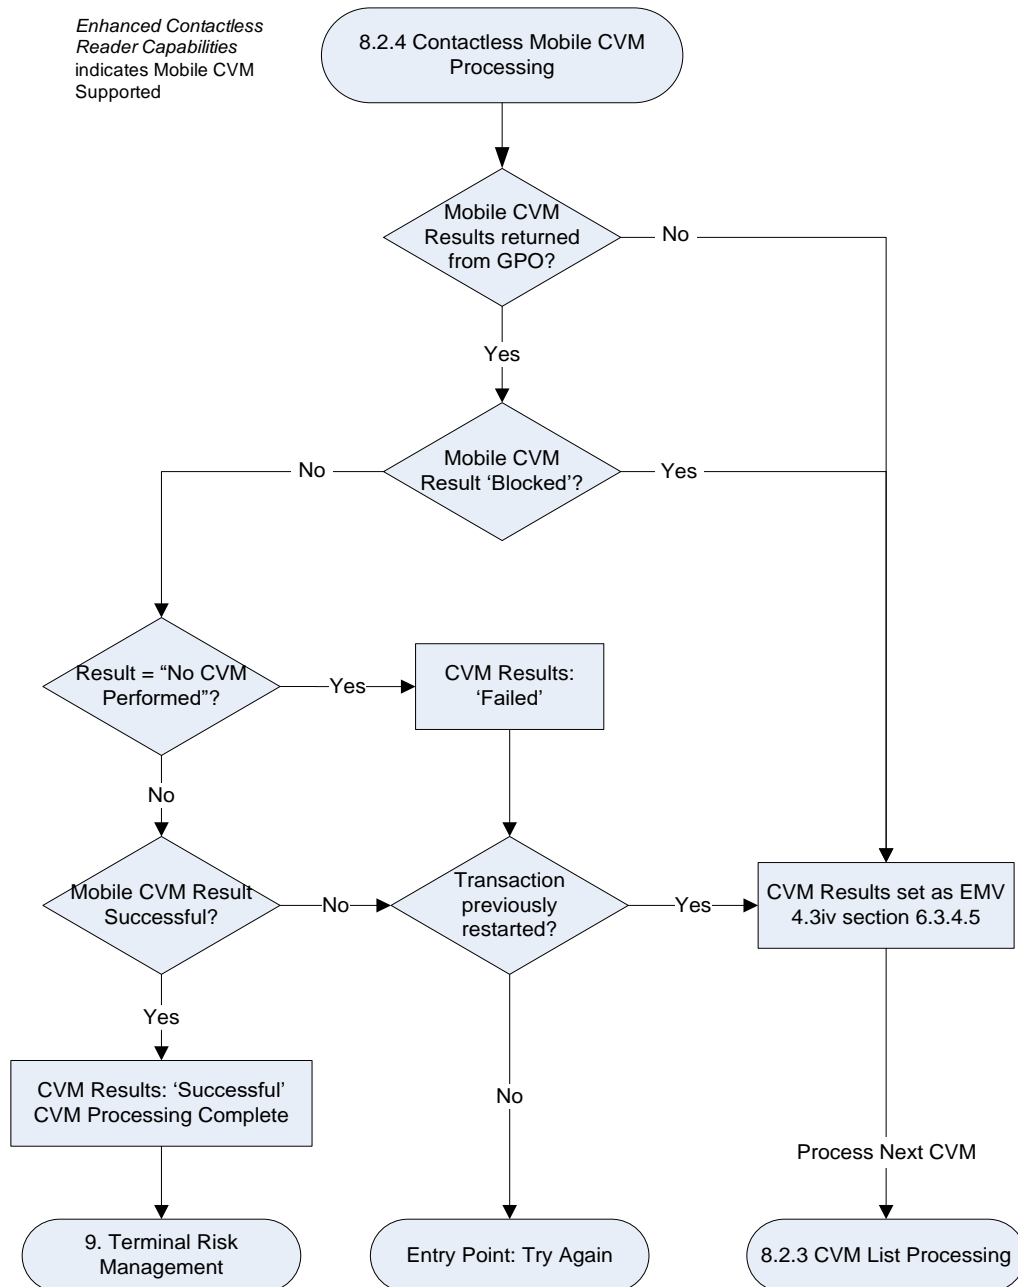 Enhanced Contactless
Reader Capabilities
indicates Mobile CVM
Supported
8.2.4 Contactless Mobile CVM
Processing
Mobile CVM
Results returned
from GPO?
No
Yes
Mobile CVM
Result ‘Blocked’?
No
Yes
Result = “No CVM
Performed”?
Yes
CVM Results:
‘Failed’
No
Mobile CVM Result
Successful?
No
Transaction
previously
restarted?
Yes
CVM Results set as EMV
4.3iv section 6.3.4.5
Yes
CVM Results: ‘Successful’
CVM Processing Complete
No
Process Next CVM
9. Terminal Risk
Management
Entry Point: Try Again
8.2.3 CVM List Processing